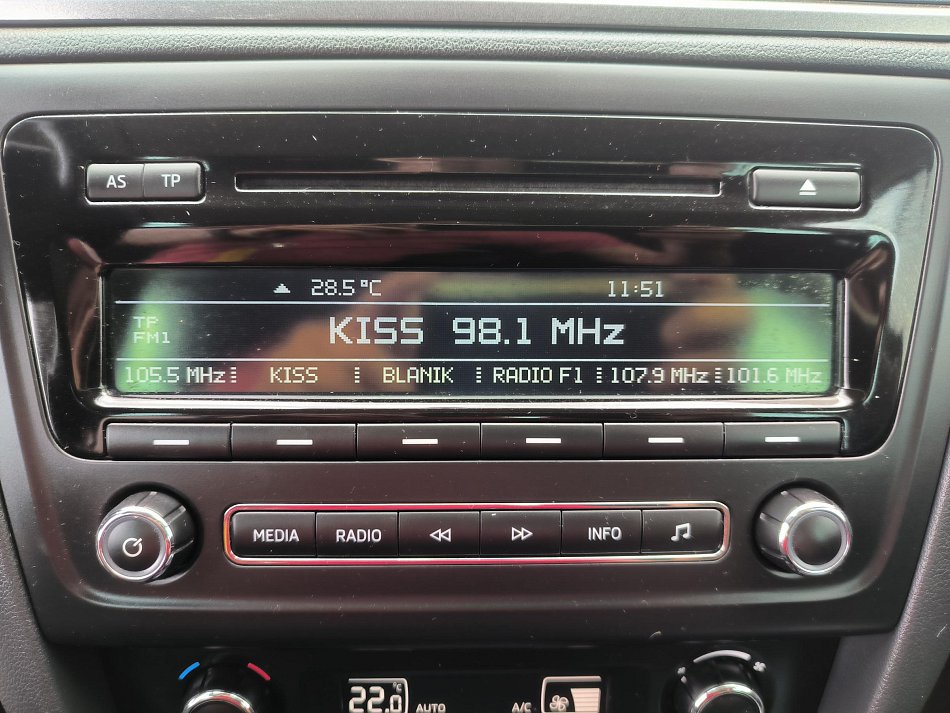 AS TP
28.5°C 11:51
TP
FM1
KISS 98.1 MHz
105.5 MHz KISS BLANIK RADIO F1 107.9 MHz 101.6 MHz
MEDIA RADIO INFO
22.0°C AUTO A/C